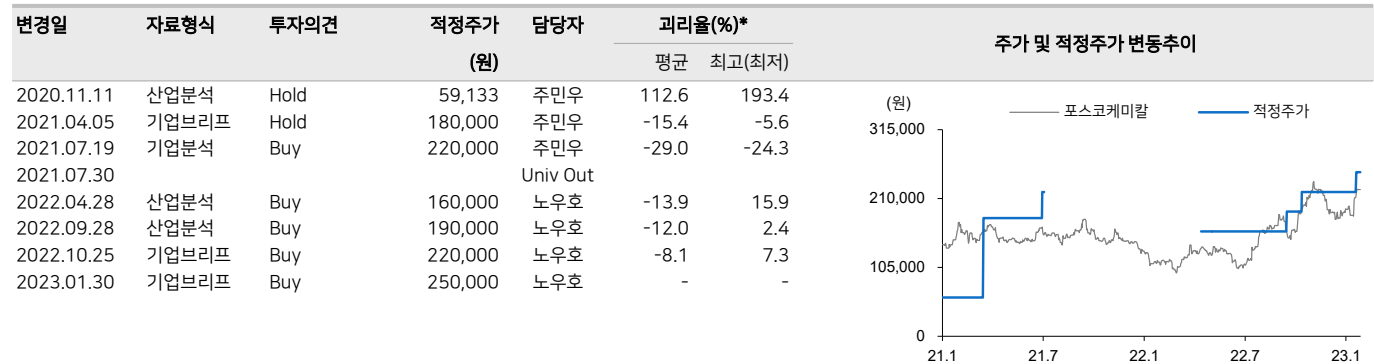 변경일 자료형식 투자의견 적정주가 담당자 괴리율(%)* 주가 및 적정주가 변동추이
(원) 평균 최고(최저)
2020.11.11 산업분석 Hold 59,133 주민우 112.6 193.4
2021.04.05 기업브리프 Hold 180,000 주민우 -15.4 -5.6
2021.07.19 기업분석 Buy 220,000 주민우 -29.0 -24.3
2021.07.30 Univ Out
2022.04.28 산업분석 Buy 160,000 노우호 -13.9 15.9
2022.09.28 산업분석 Buy 190,000 노우호 -12.0 2.4
2022.10.25 기업브리프 Buy 220,000 노우호 -8.1 7.3
2023.01.30 기업브리프 Buy 250,000 노우호 - -
(원) 포스코케미칼 적정주가
315,000
210,000
105,000
0
21.1 21.7 22.1 22.7 23.1